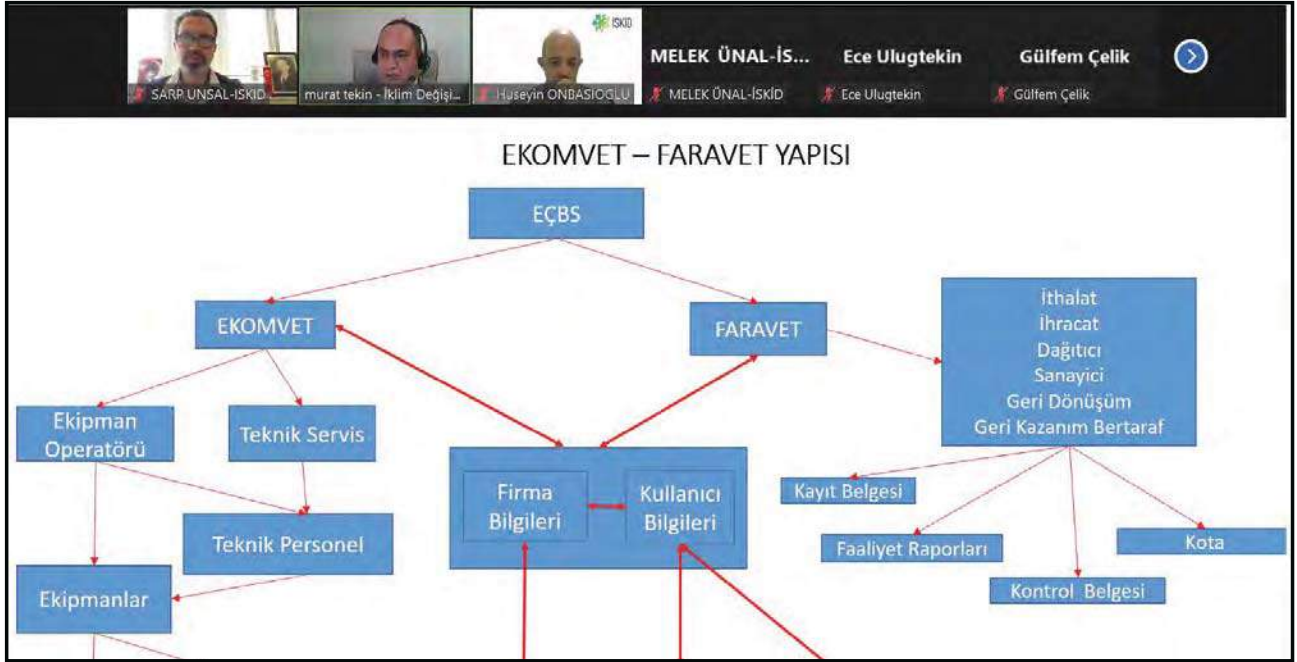 İSKİD
MELEK ÜNAL-İS...
Ece Ulugtekin
Gülfem Çelik
SARP UNSAL-ISKID
murat tekin - İklim Değişi...
Huseyin ONBASIOGLU
MELEK ÜNAL-İSKİD
Ece Ulugtekin
Gülfem Çelik
EKOMVET – FARAVET YAPISI
EÇBS
EKOMVET
FARAVET
İthalat
İhracat
Dağıtıcı
Sanayici
Geri Dönüşüm
Geri Kazanım Bertaraf
Ekipman
Operatörü
Teknik Servis
Firma
Bilgileri
Kullanıcı
Bilgileri
Kayıt Belgesi
Faaliyet Raporları
Kota
Kontrol Belgesi
Teknik Personel
Ekipmanlar